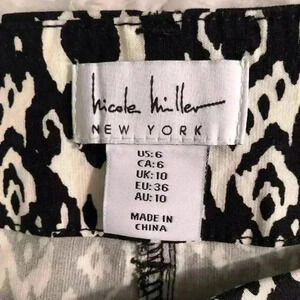 Nicole Miller
NEW YORK
US: 6
CA: 6
UK: 10
EU: 36
AU: 10
MADE IN
CHINA